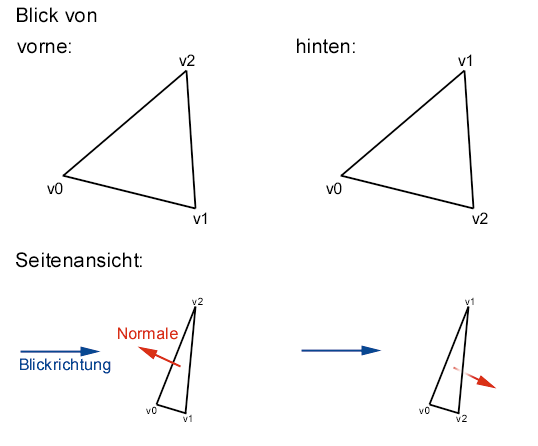 Blick von
vorne:
hinten:
v2
v1
v0
v0
v1
v2
Seitenansicht:
v2
v1
Normale
Blickrichtung
v0
v1
v0
v2